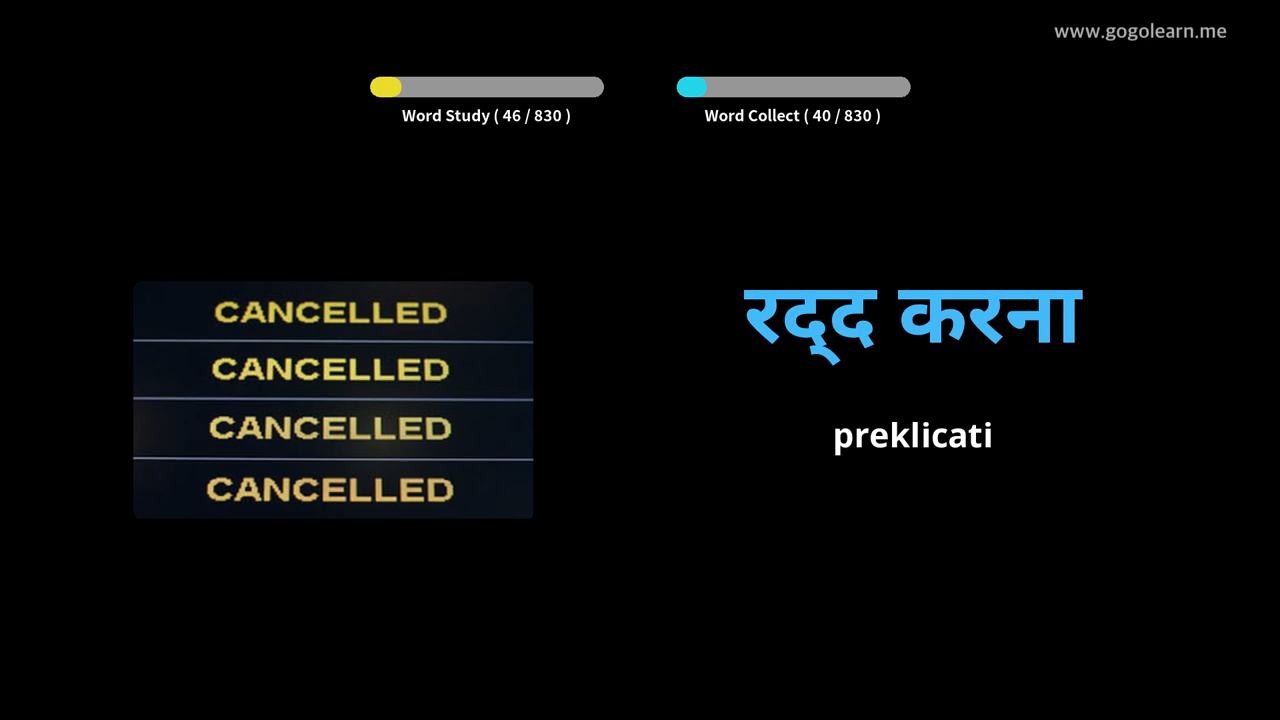 www.gogolearn.me
Word Study ( 46 / 830 )
Word Collect ( 40 / 830 )
CANCELLED
CANCELLED
CANCELLED
CANCELLED
रद्द करना
preklicati